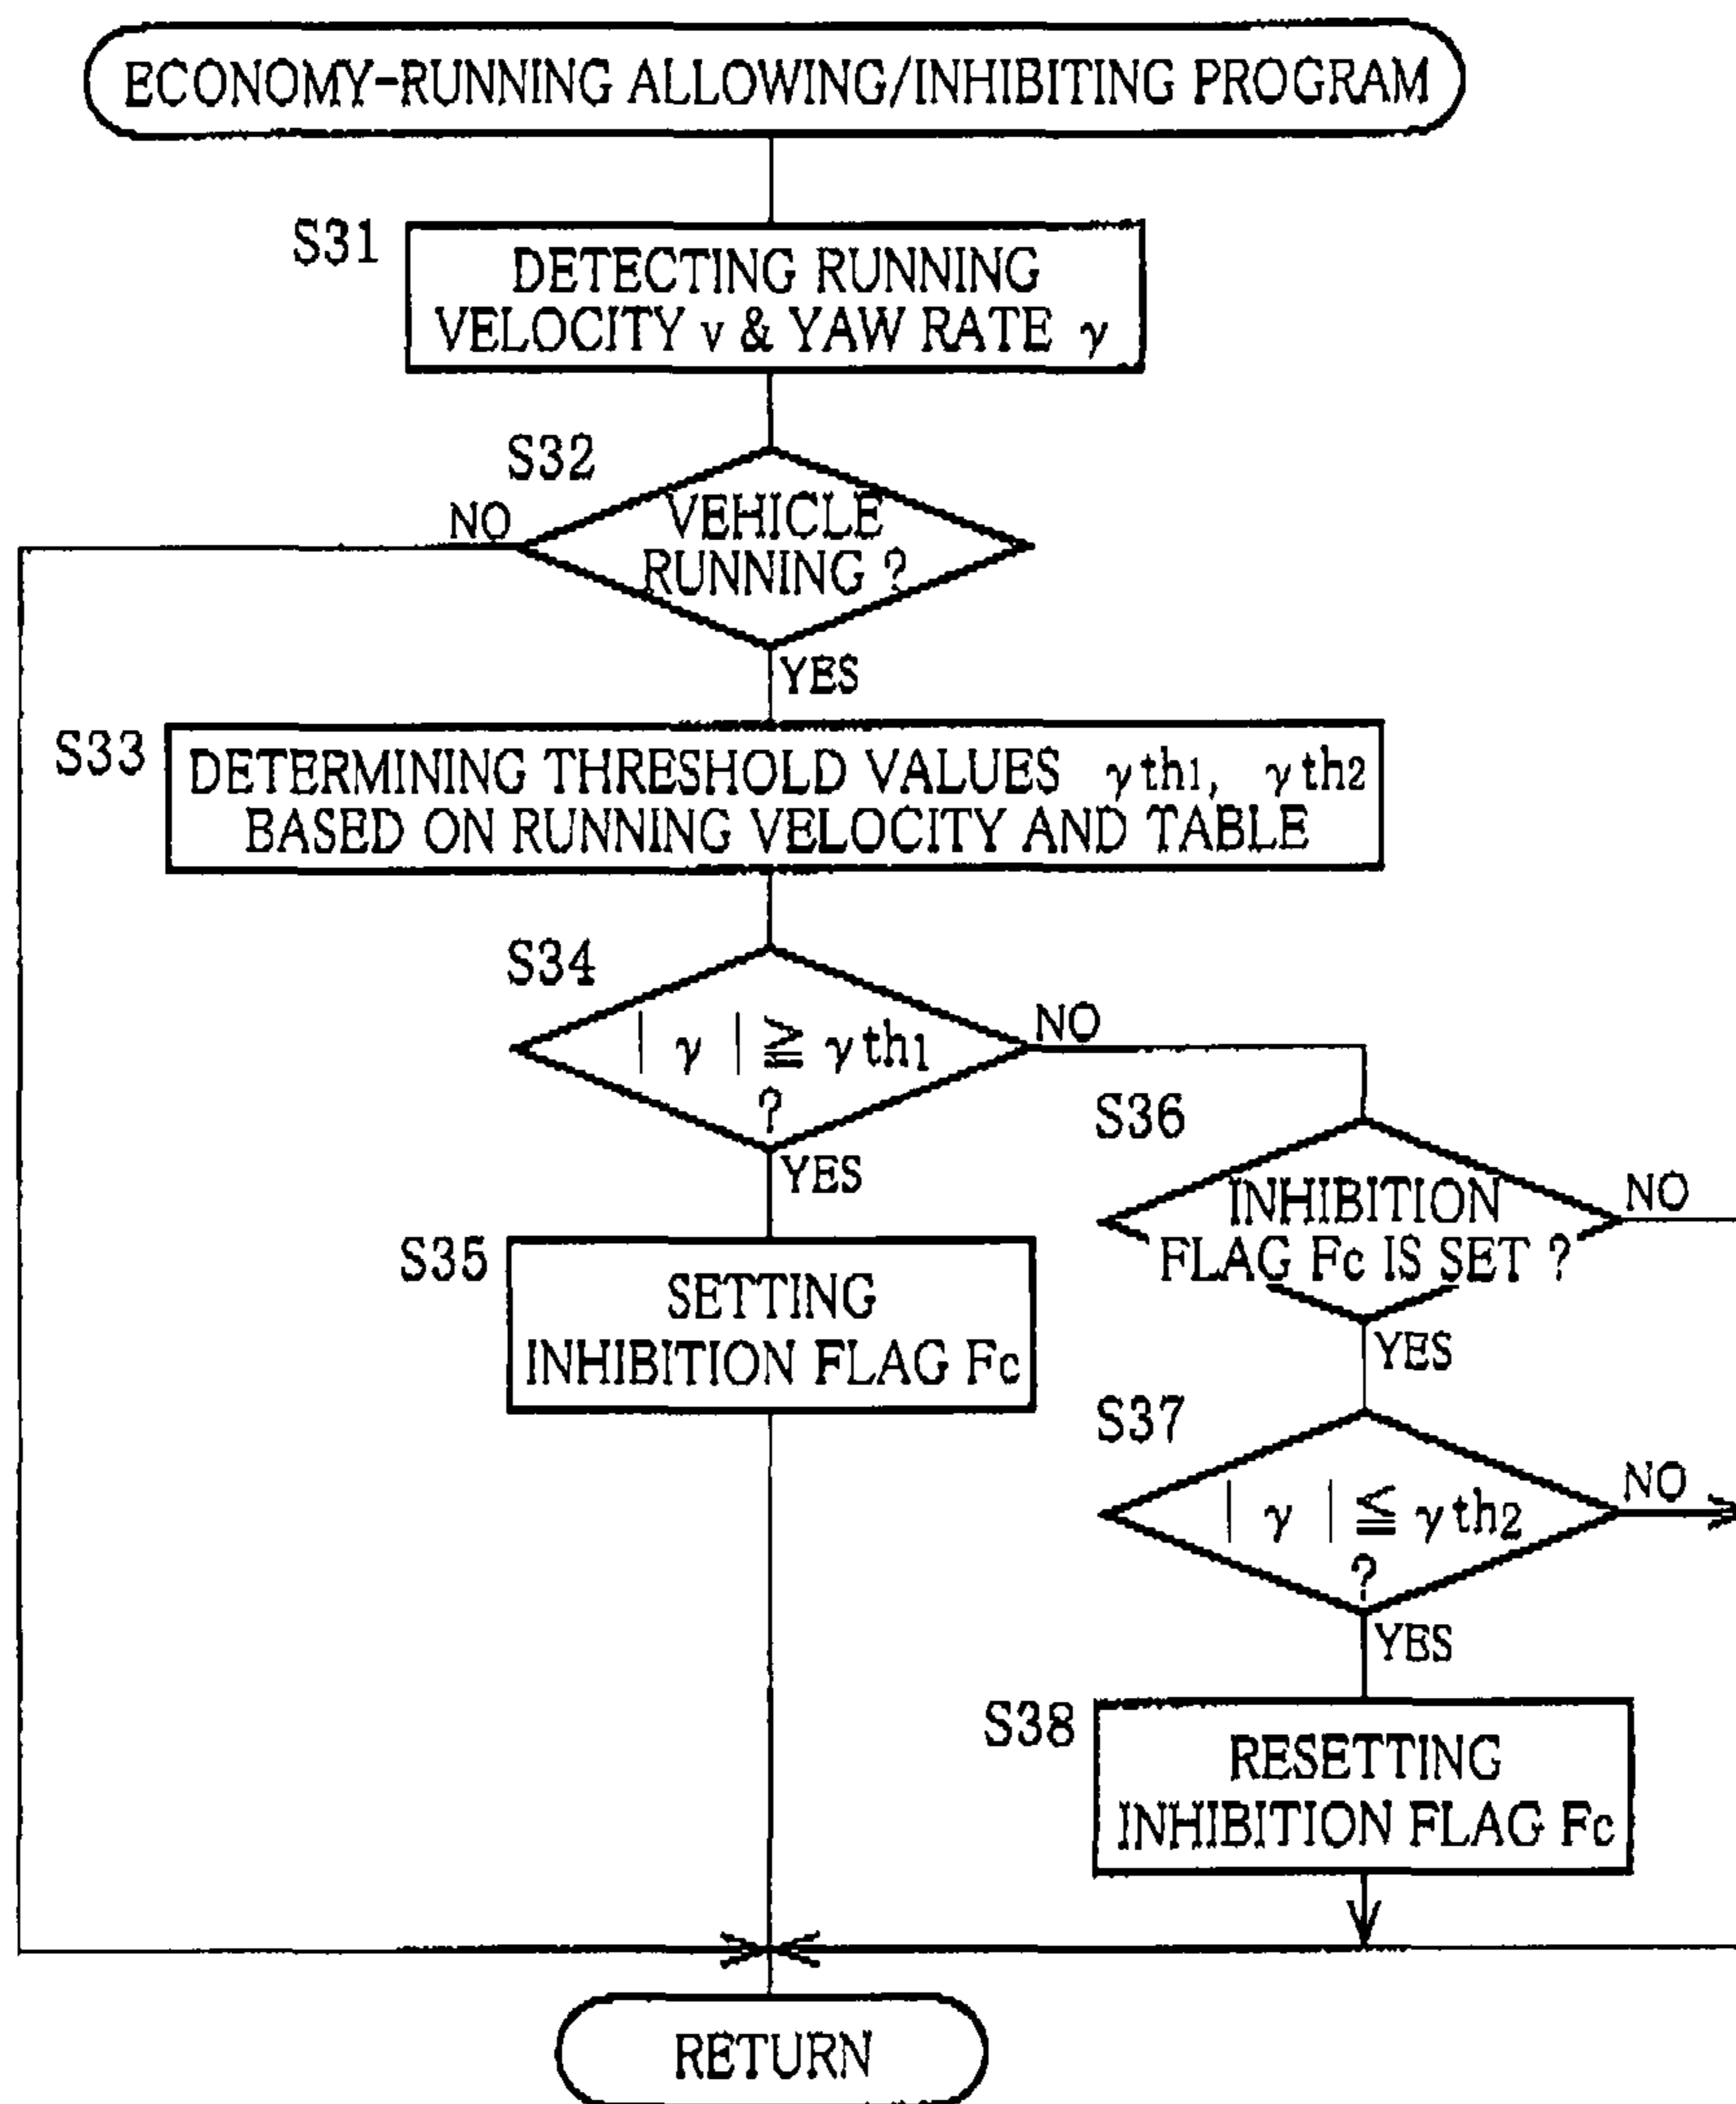 ECONOMY-RUNNING ALLOWING/INHIBITING PROGRAM
S31
DETECTING RUNNING
VELOCITY v & YAW RATE γ
S32
VEHICLE
RUNNING ?
NO
YES
S33
DETERMINING THRESHOLD VALUES γth1, γth2
BASED ON RUNNING VELOCITY AND TABLE
S34
| γ | ≧ γth1
?
NO
YES
S35
SETTING
INHIBITION FLAG Fc
S36
INHIBITION
FLAG Fc IS SET ?
NO
YES
S37
| γ | ≦ γth2
?
NO
YES
S38
RESETTING
INHIBITION FLAG Fc
RETURN